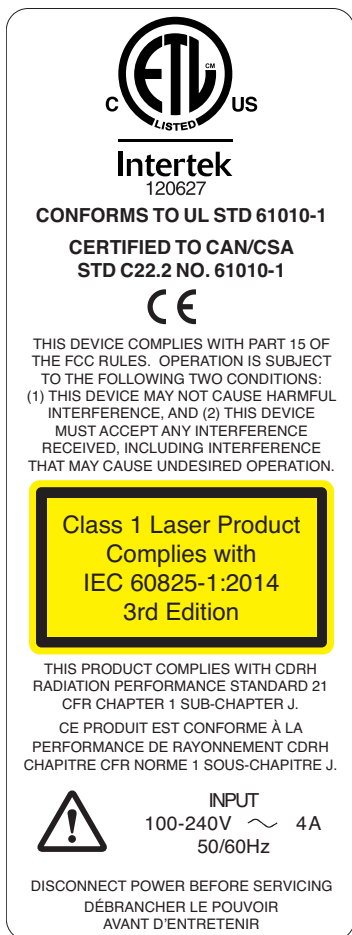 C ETL CM US
LISTED
Intertek
120627
CONFORMS TO UL STD 61010-1
CERTIFIED TO CAN/CSA
STD C22.2 NO. 61010-1
CE
THIS DEVICE COMPLIES WITH PART 15 OF
THE FCC RULES. OPERATION IS SUBJECT
TO THE FOLLOWING TWO CONDITIONS:
(1) THIS DEVICE MAY NOT CAUSE HARMFUL
INTERFERENCE, AND (2) THIS DEVICE
MUST ACCEPT ANY INTERFERENCE
RECEIVED, INCLUDING INTERFERENCE
THAT MAY CAUSE UNDESIRED OPERATION.
Class 1 Laser Product
Complies with
IEC 60825-1:2014
3rd Edition
THIS PRODUCT COMPLIES WITH CDRH
RADIATION PERFORMANCE STANDARD 21
CFR CHAPTER 1 SUB-CHAPTER J.
CE PRODUIT EST CONFORME À LA
PERFORMANCE DE RAYONNEMENT CDRH
CHAPITRE CFR NORME 1 SOUS-CHAPITRE J.
INPUT
100-240V ~ 4A
50/60Hz
DISCONNECT POWER BEFORE SERVICING
DÉBRANCHER LE POUVOIR
AVANT D'ENTRETENIR